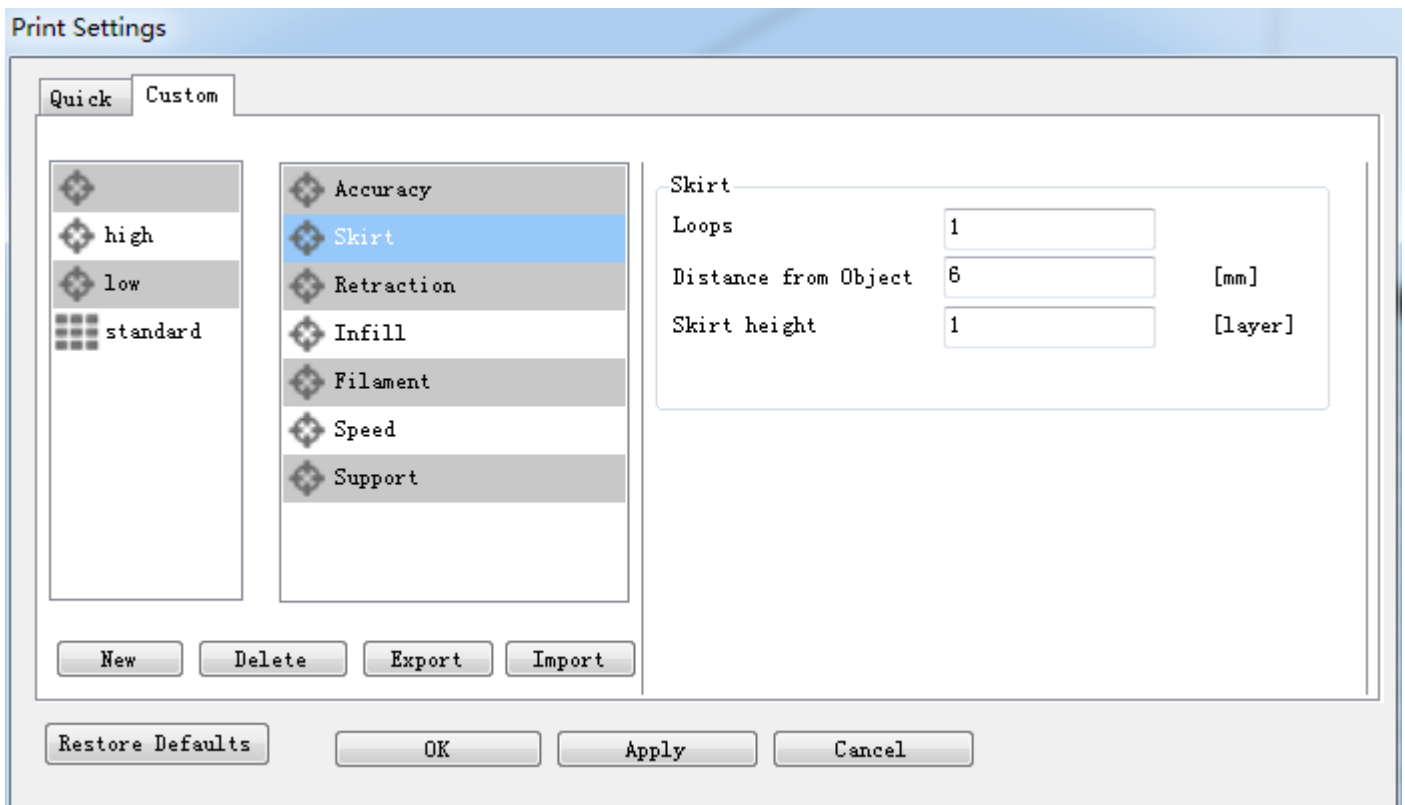 Print Settings
Quick
Custom
high
low
standard
Accuracy
Skirt
Retraction
Infill
Filament
Speed
Support
Skirt
Loops 1
Distance from Object 6 [mm]
Skirt height 1 [layer]
New Delete Export Import
Restore Defaults OK Apply Cancel